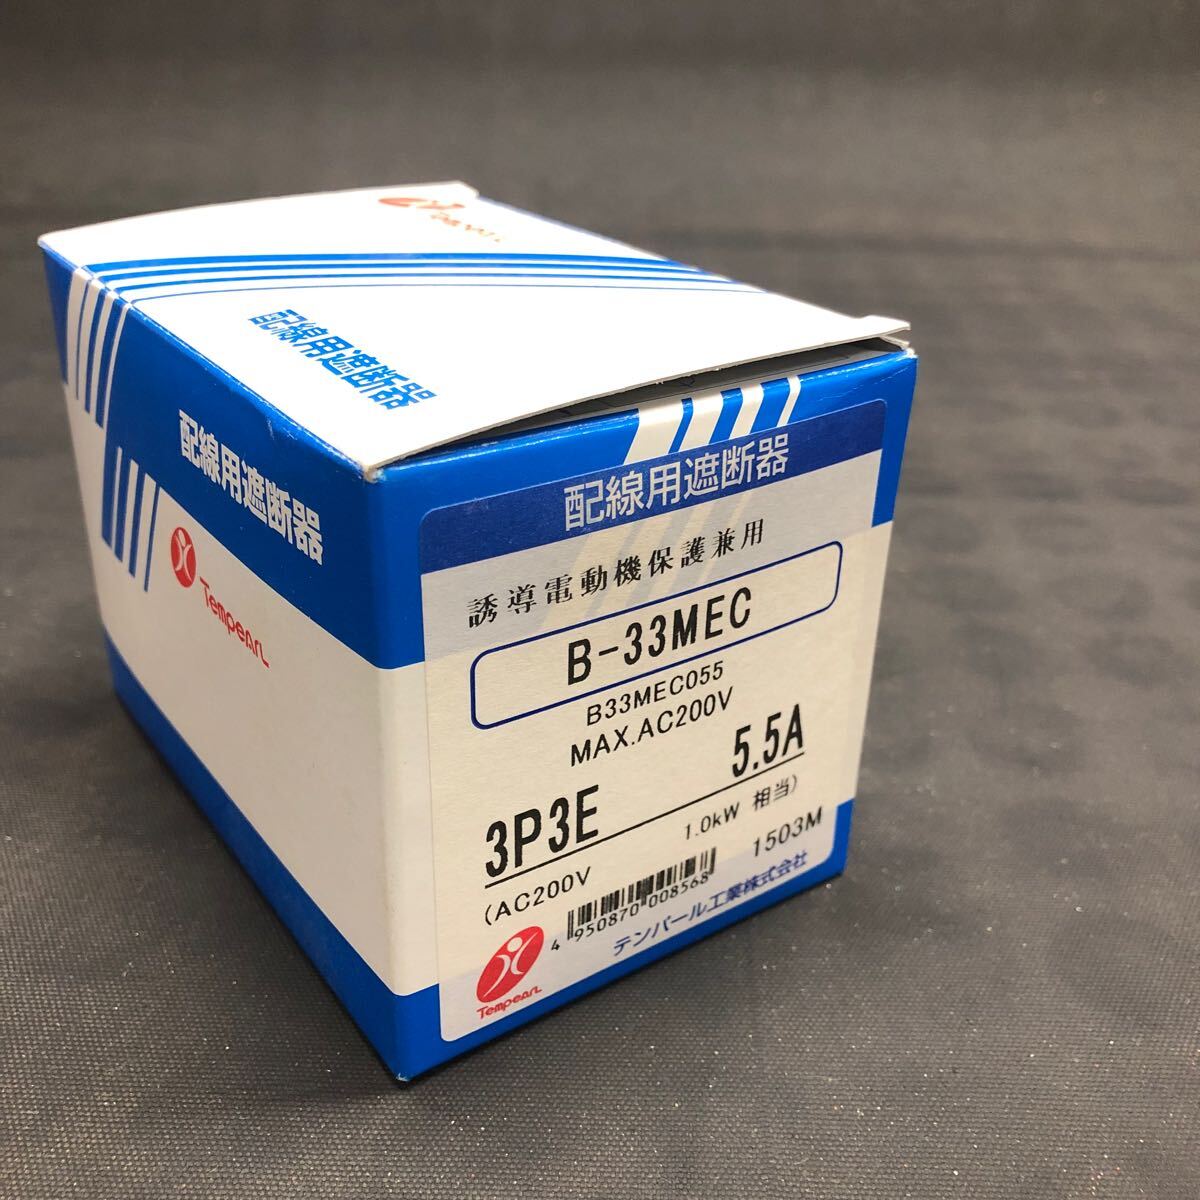 Tempearl
配線用遮断器
配線用遮断器
Tempearl
配線用遮断器
誘導電動機保護兼用
B-33MEC
B33MEC055
MAX.AC200V
3P3E 5.5A
(AC200V 1.0kW 相当)
1503M
4 950870 008568
Tempearl
テンパール工業株式会社